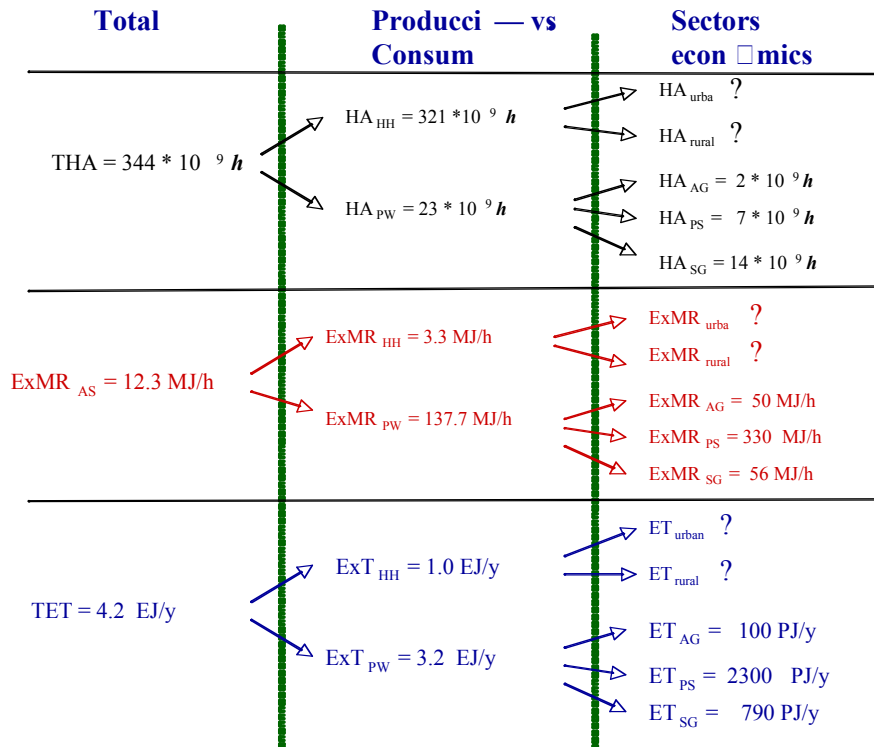 Total
Producci — vs
Consum
Sectors
econ □mics
HA urba ?
HA HH = 321 *10 9 h
HA rural ?
THA = 344 * 10 9 h
HA AG = 2 * 10 9 h
HA PW = 23 * 10 9 h
HA PS = 7 * 10 9 h
HA SG = 14 * 10 9 h
ExMR urba ?
ExMR HH = 3.3 MJ/h
ExMR rural ?
ExMR AS = 12.3 MJ/h
ExMR AG = 50 MJ/h
ExMR PW = 137.7 MJ/h
ExMR PS = 330 MJ/h
ExMR SG = 56 MJ/h
ET urban ?
ExT HH = 1.0 EJ/y
ET rural ?
TET = 4.2 EJ/y
ET AG = 100 PJ/y
ExT PW = 3.2 EJ/y
ET PS = 2300 PJ/y
ET SG = 790 PJ/y